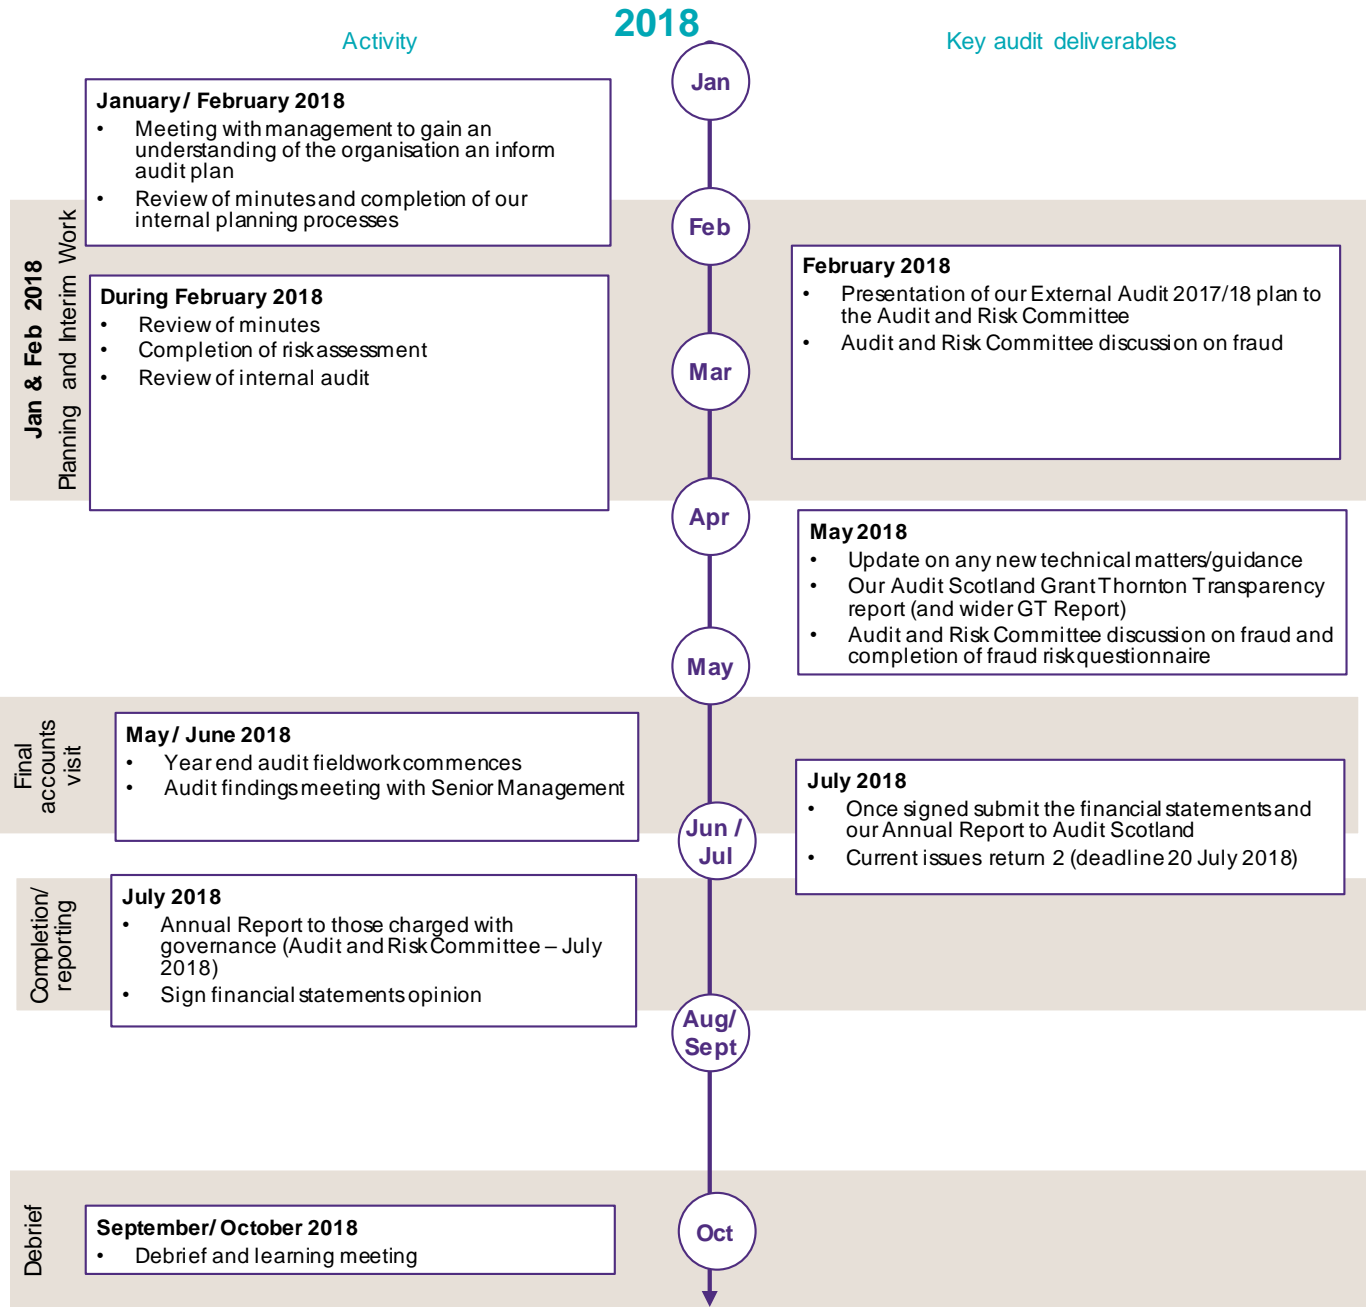 2018
Activity
Key audit deliverables
Jan
January/ February 2018
• Meeting with management to gain an
understanding of the organisation an inform
audit plan
• Review of minutes and completion of our
internal planning processes
Jan & Feb 2018
Planning and Interim Work
Feb
During February 2018
• Review of minutes
• Completion of risk assessment
• Review of internal audit
February 2018
• Presentation of our External Audit 2017/18 plan to
the Audit and Risk Committee
• Audit and Risk Committee discussion on fraud
Mar
Apr
May 2018
• Update on any new technical matters/guidance
• Our Audit Scotland Grant Thornton Transparency
report (and wider GT Report)
• Audit and Risk Committee discussion on fraud and
completion of fraud risk questionnaire
May
Final
accounts
visit
May/ June 2018
• Year end audit fieldwork commences
• Audit findings meeting with Senior Management
July 2018
• Once signed submit the financial statements and
our Annual Report to Audit Scotland
• Current issues return 2 (deadline 20 July 2018)
Jun /
Jul
Completion/
reporting
July 2018
• Annual Report to those charged with
governance (Audit and Risk Committee – July
2018)
• Sign financial statements opinion
Aug/
Sept
Debrief
September/ October 2018
• Debrief and learning meeting
Oct